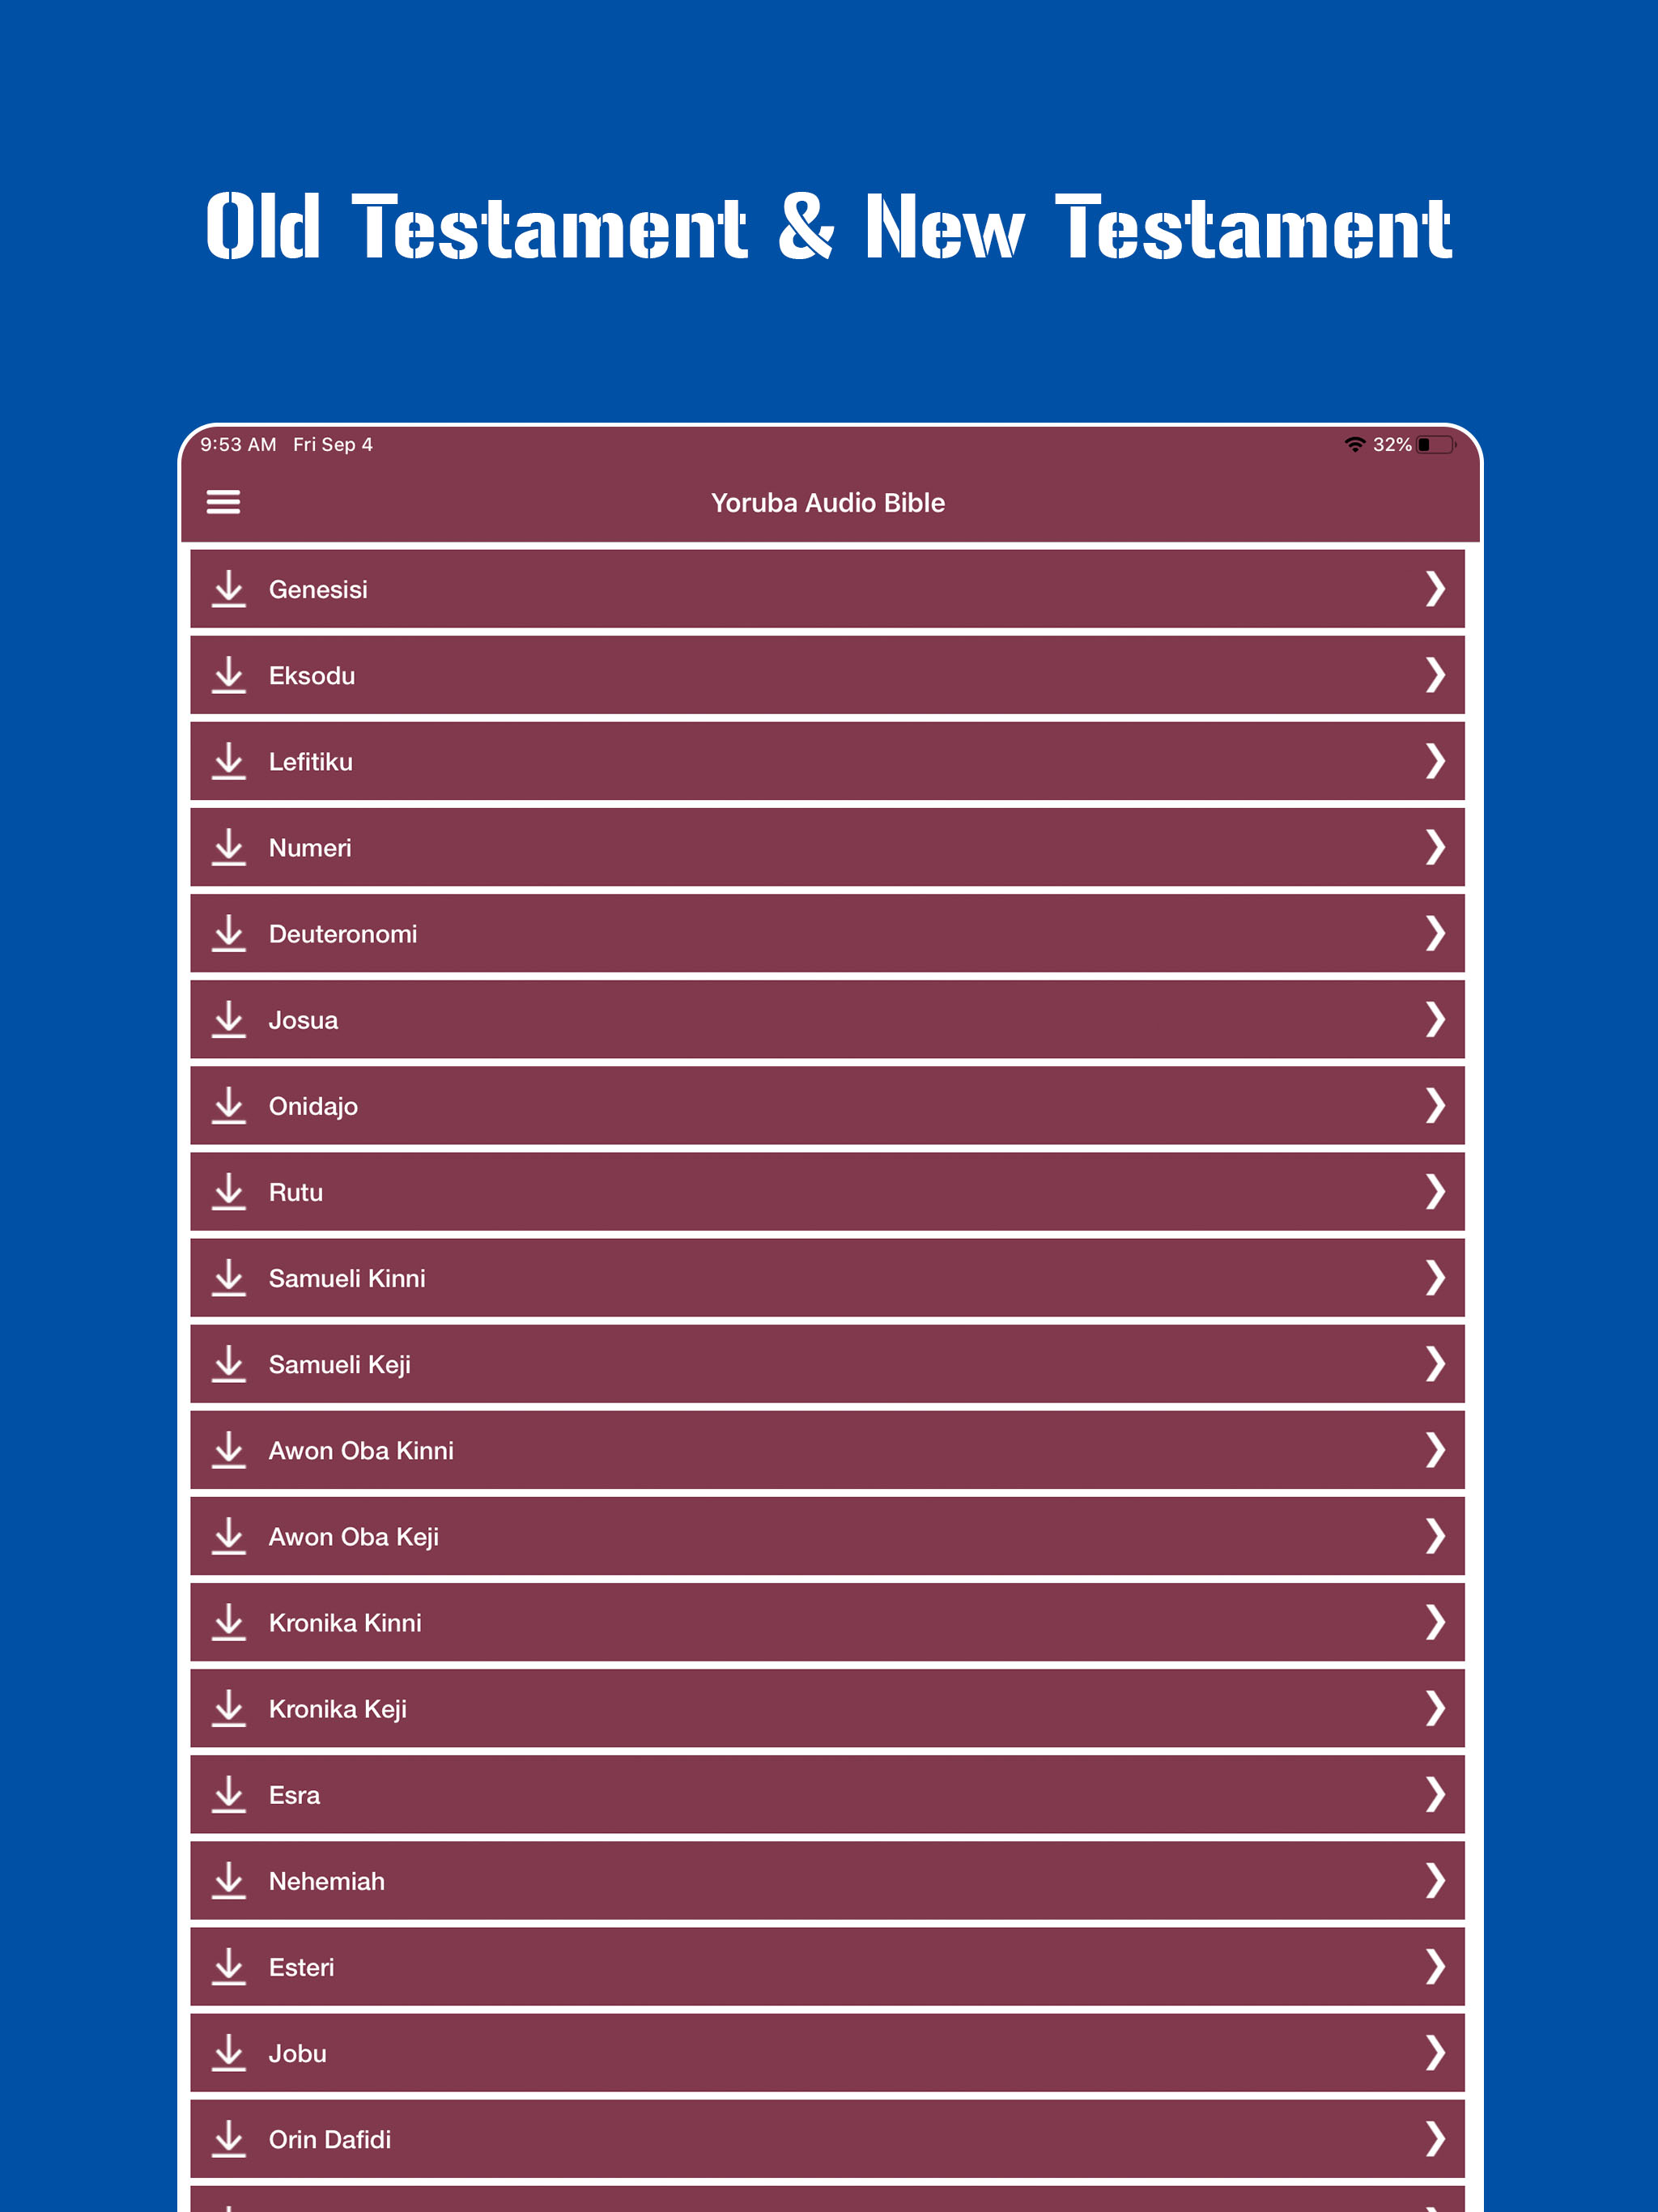 Old Testament & New Testament
9:53 AM Fri Sep 4 32%
Yoruba Audio Bible
Genesisi
Eksodu
Lefitiku
Numeri
Deuteronomi
Josua
Onidajo
Rutu
Samueli Kinni
Samueli Keji
Awon Oba Kinni
Awon Oba Keji
Kronika Kinni
Kronika Keji
Esra
Nehemiah
Esteri
Jobu
Orin Dafidi